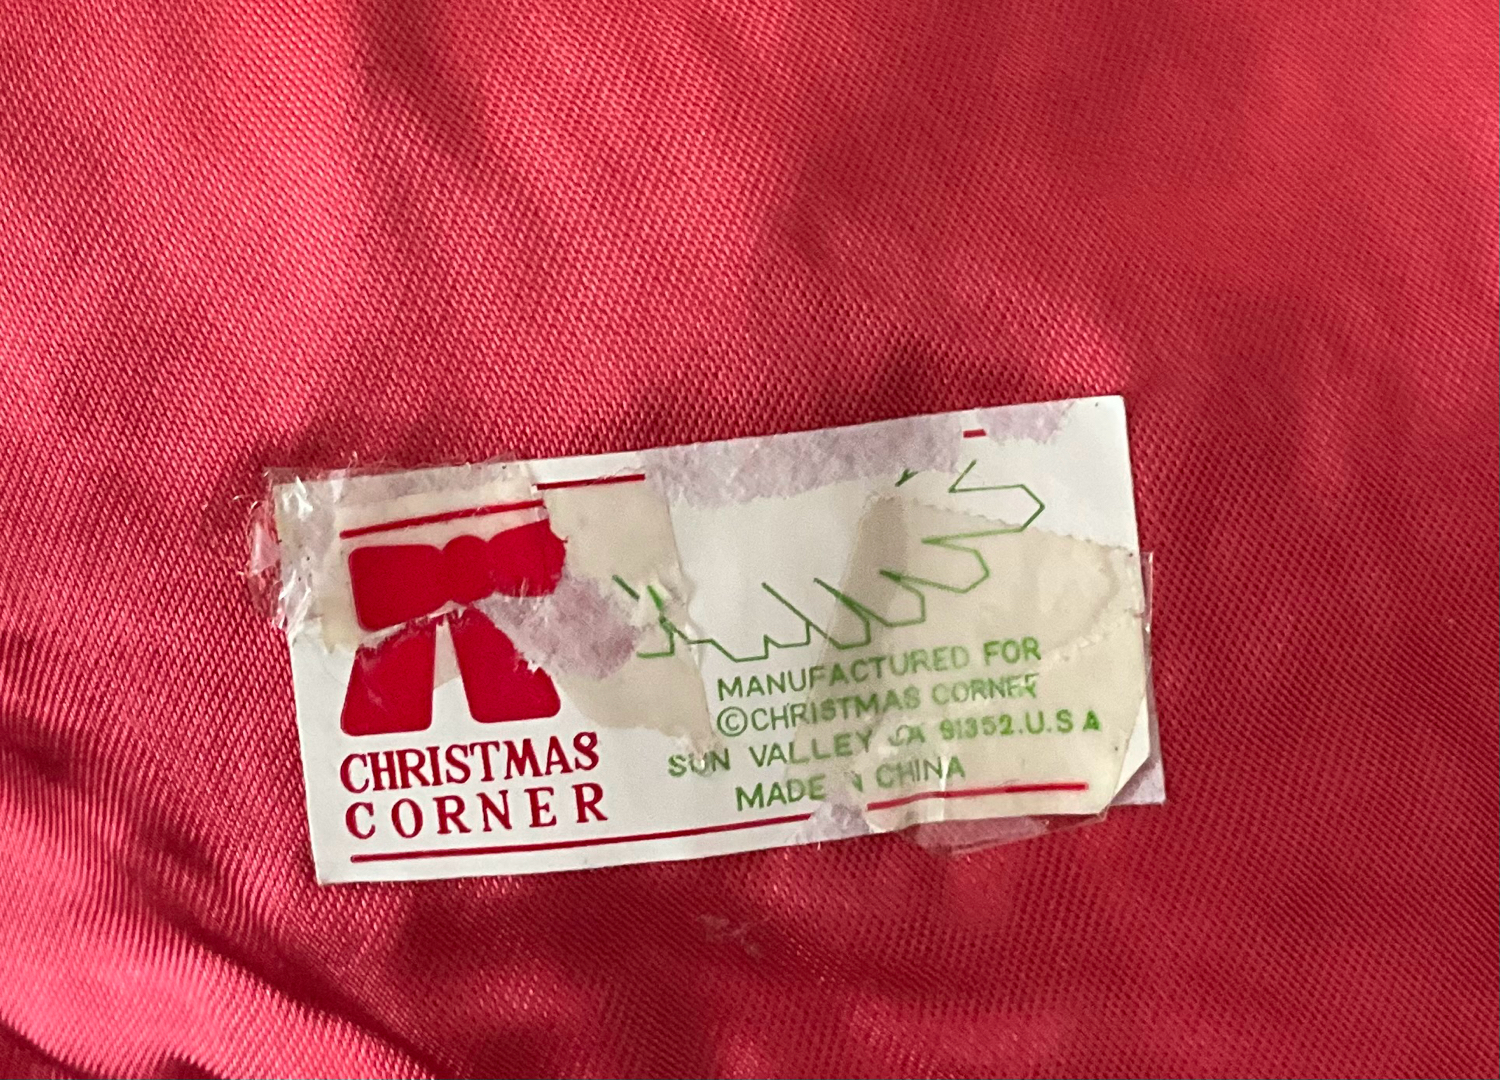 CHRISTMAS
CORNER
MANUFACTURED FOR
©CHRISTMAS CORNER
SUN VALLEY CA 91352.U.S A
MADE IN CHINA